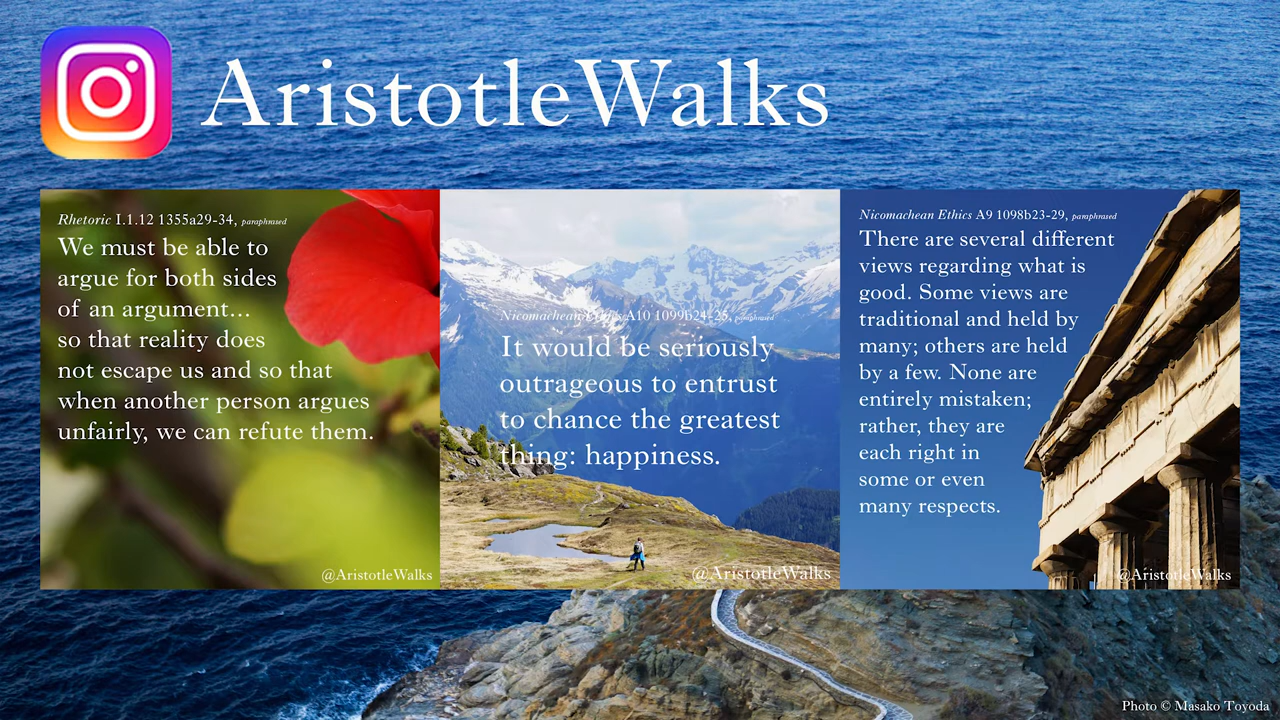 AristotleWalks
Rhetoric I.1.12 1355a29-34, paraphrased
We must be able to
argue for both sides
of an argument...
so that reality does
not escape us and so that
when another person argues
unfairly, we can refute them.
@AristotleWalks
Nicomachean Ethics A10 1099b24-25, paraphrased
It would be seriously
outrageous to entrust
to chance the greatest
thing: happiness.
@AristotleWalks
Nicomachean Ethics A9 1098b23-29, paraphrased
There are several different
views regarding what is
good. Some views are
traditional and held by
many; others are held
by a few. None are
entirely mistaken;
rather, they are
each right in
some or even
many respects.
@AristotleWalks
Photo © Masako Toyoda